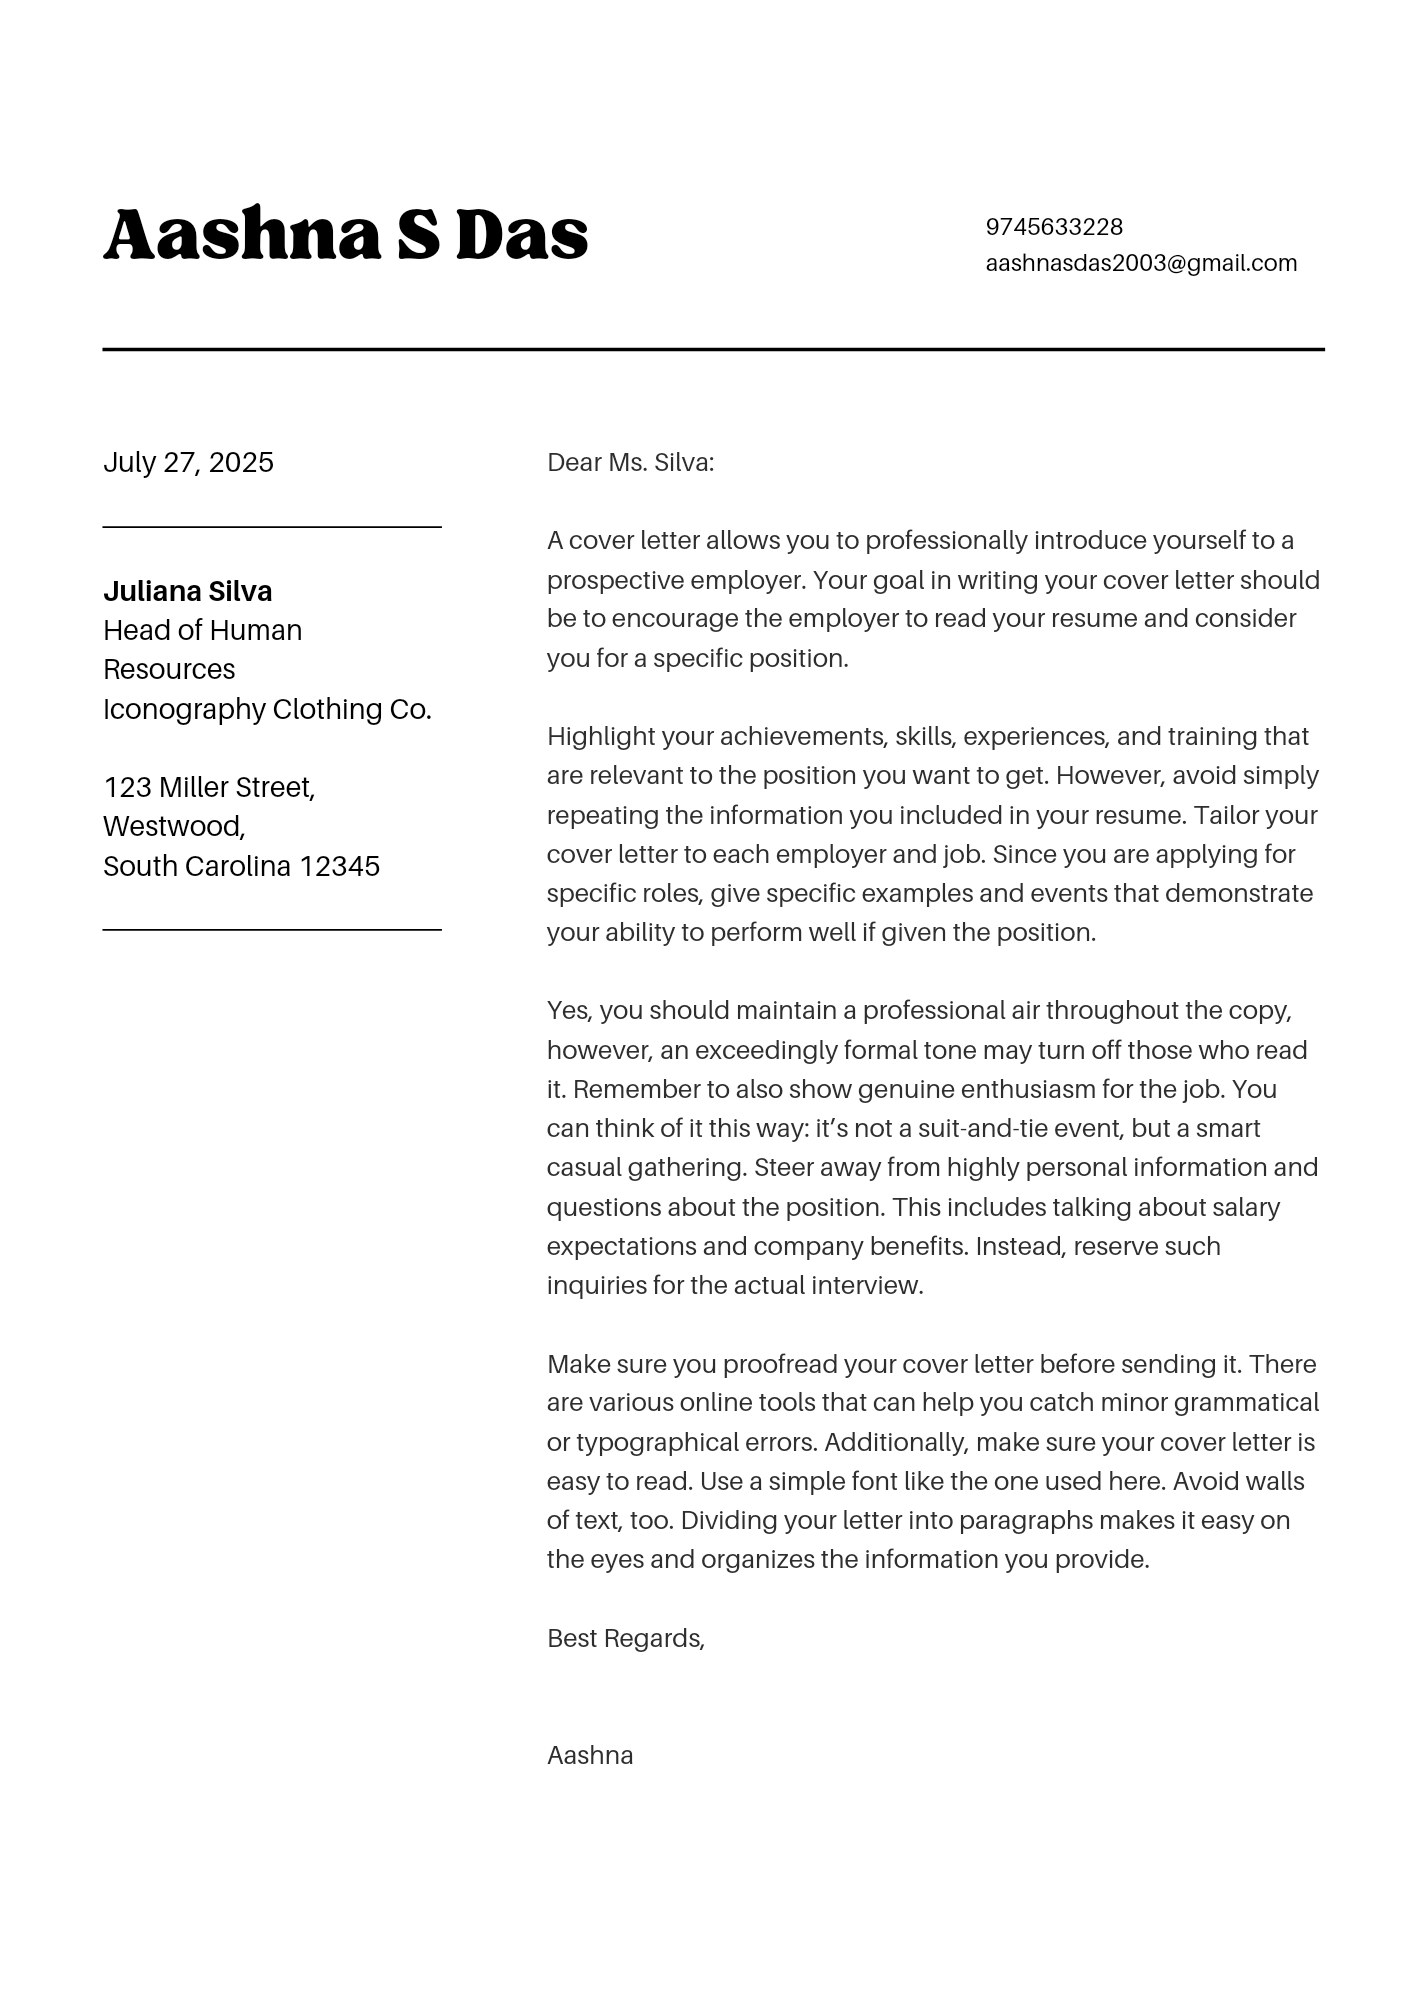 Aashna S Das
9745633228
aashnasdas2003@gmail.com
July 27, 2025
Juliana Silva
Head of Human
Resources
Iconography Clothing Co.
123 Miller Street,
Westwood,
South Carolina 12345
Dear Ms. Silva:
A cover letter allows you to professionally introduce yourself to a
prospective employer. Your goal in writing your cover letter should
be to encourage the employer to read your resume and consider
you for a specific position.
Highlight your achievements, skills, experiences, and training that
are relevant to the position you want to get. However, avoid simply
repeating the information you included in your resume. Tailor your
cover letter to each employer and job. Since you are applying for
specific roles, give specific examples and events that demonstrate
your ability to perform well if given the position.
Yes, you should maintain a professional air throughout the copy,
however, an exceedingly formal tone may turn off those who read
it. Remember to also show genuine enthusiasm for the job. You
can think of it this way: it’s not a suit-and-tie event, but a smart
casual gathering. Steer away from highly personal information and
questions about the position. This includes talking about salary
expectations and company benefits. Instead, reserve such
inquiries for the actual interview.
Make sure you proofread your cover letter before sending it. There
are various online tools that can help you catch minor grammatical
or typographical errors. Additionally, make sure your cover letter is
easy to read. Use a simple font like the one used here. Avoid walls
of text, too. Dividing your letter into paragraphs makes it easy on
the eyes and organizes the information you provide.
Best Regards,
Aashna